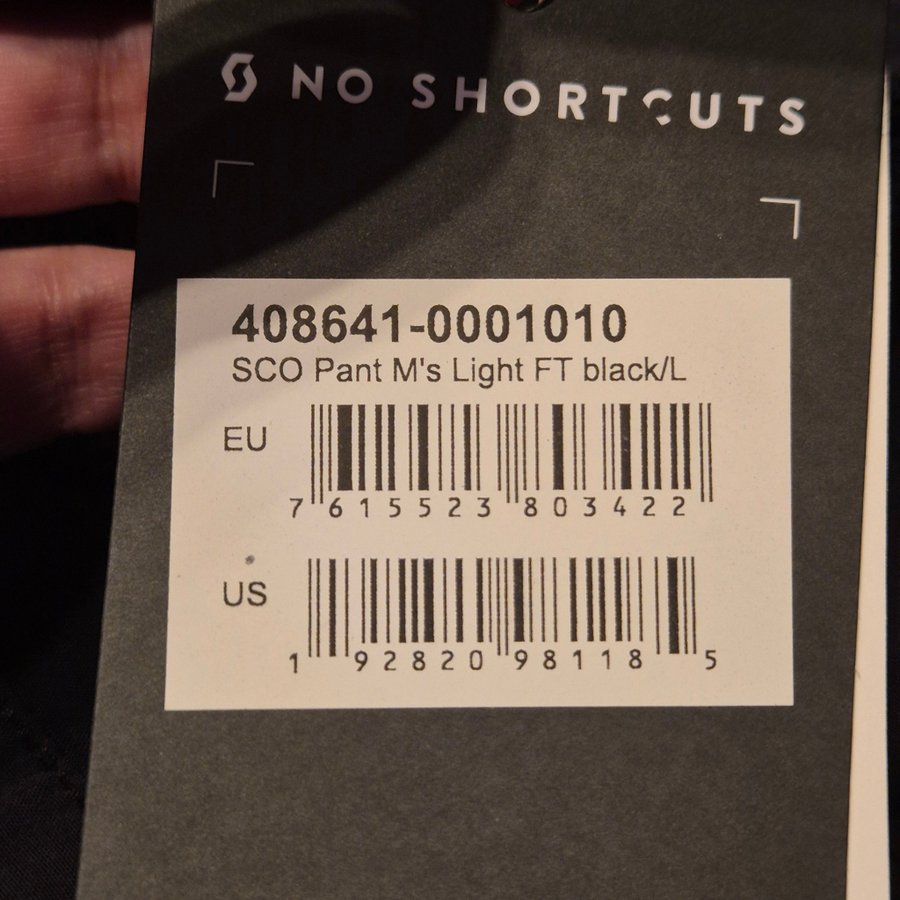 NO SHORTCUTS
408641-0001010
SCO Pant M's Light FT black/L
EU
7 615523 803422
US
1 92820 98118 5